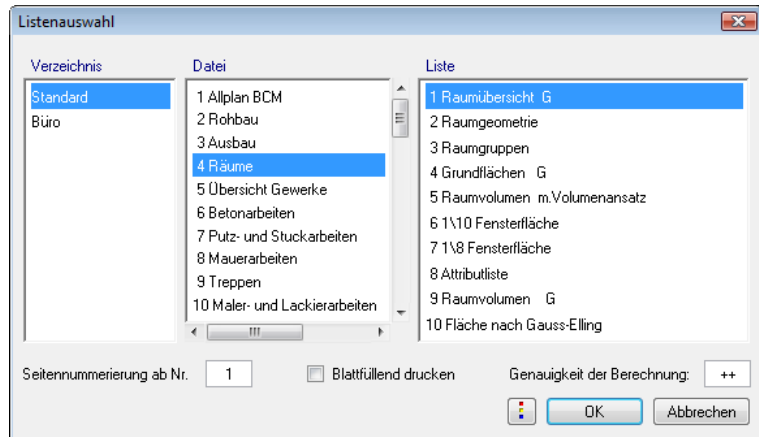 Listenauswahl
Verzeichnis
Standard
Büro
Datei
1 Allplan BCM
2 Rohbau
3 Ausbau
4 Räume
5 Übersicht Gewerke
6 Betonarbeiten
7 Putz- und Stuckarbeiten
8 Mauerarbeiten
9 Treppen
10 Maler- und Lackierarbeiten
Liste
1 Raumübersicht G
2 Raumgeometrie
3 Raumgruppen
4 Grundflächen G
5 Raumvolumen m.Volumenansatz
6 1\10 Fensterfläche
7 1\8 Fensterfläche
8 Attributliste
9 Raumvolumen G
10 Fläche nach Gauss-Elling
Seitennummerierung ab Nr. 1
Blattfüllend drucken
Genauigkeit der Berechnung: ++
OK
Abbrechen